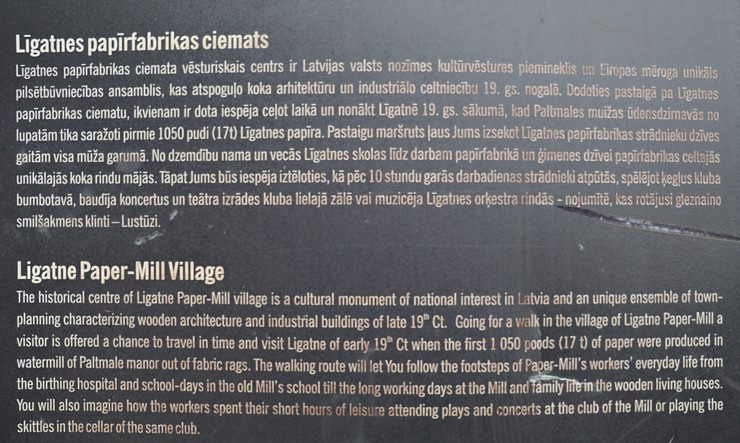 Līgatnes papīrfabrikas ciemats
Līgatnes papīrfabrikas ciemata vēsturiskais centrs ir Latvijas valsts nozīmes kultūrvēstures piemineklis un Eiropas mēroga unikāls
pilsētbūvniecības ansamblis, kas atspoguļo koka arhitektūru un industriālo celtniecību 19. gs. nogalē. Dodoties pastaigā pa Līgatnes
papīrfabrikas ciematu, ikvienam ir dota iespēja ceļot laikā un nonākt Līgatnē 19. gs. sākumā, kad Paltmales muižas ūdensdzirnavās no
lupatām tika saražoti pirmie 1050 pudi (17t) Līgatnes papīra. Pastaigu maršruts ļaus Jums izsekot Līgatnes papīrfabrikas strādnieku dzīves
gaitām visa mūža garumā. No dzemdību nama un vecās Līgatnes skolas līdz darbam papīrfabrikā un ģimenes dzīvei papīrfabrikas celtajās
unikālajās koka rindu mājās. Tāpat Jums būs iespēja iztēloties, kā pēc 10 stundu garās darbadienas strādnieki atpūtās, spēlējot ķegļus kluba
bumbotavā, baudīja koncertus un teātra izrādes kluba lielajā zālē vai muzicēja Līgatnes orķestra rindās - nojumītē, kas rotājusi gleznaino
smilšakmens klinti – Lustūzi.
Ligatne Paper-Mill Village
The historical centre of Ligatne Paper-Mill village is a cultural monument of national interest in Latvia and an unique ensemble of town-
planning characterizing wooden architecture and industrial buildings of late 19th Ct. Going for a walk in the village of Ligatne Paper-Mill a
visitor is offered a chance to travel in time and visit Ligatne of early 19th Ct when the first 1 050 poods (17 t) of paper were produced in
watermill of Paltmale manor out of fabric rags. The walking route will let You follow the footsteps of Paper-Mill's workers' everyday life from
the birthing hospital and school-days in the old Mill's school till the long working days at the Mill and family life in the wooden living houses.
You will also imagine how the workers spent their short hours of leisure attending plays and concerts at the club of the Mill or playing the
skittles in the cellar of the same club.